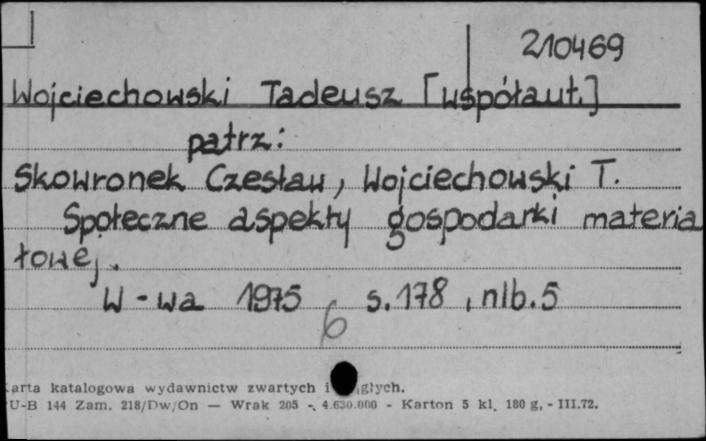 210469
Wojciechowski Tadeusz [współaut.]
patrz:
Skowronek Czesław, Wojciechowski T.
Społeczne aspekty gospodarki materia
łowej.
W-wa 1975 s. 178, nlb. 5
6
arta katalogowa wydawnictw zwartych i głych.
U-B 144 Zam. 218/Dw/On — Wrak 205 - 4.630.000 - Karton 5 kl. 180 g, - III.72.